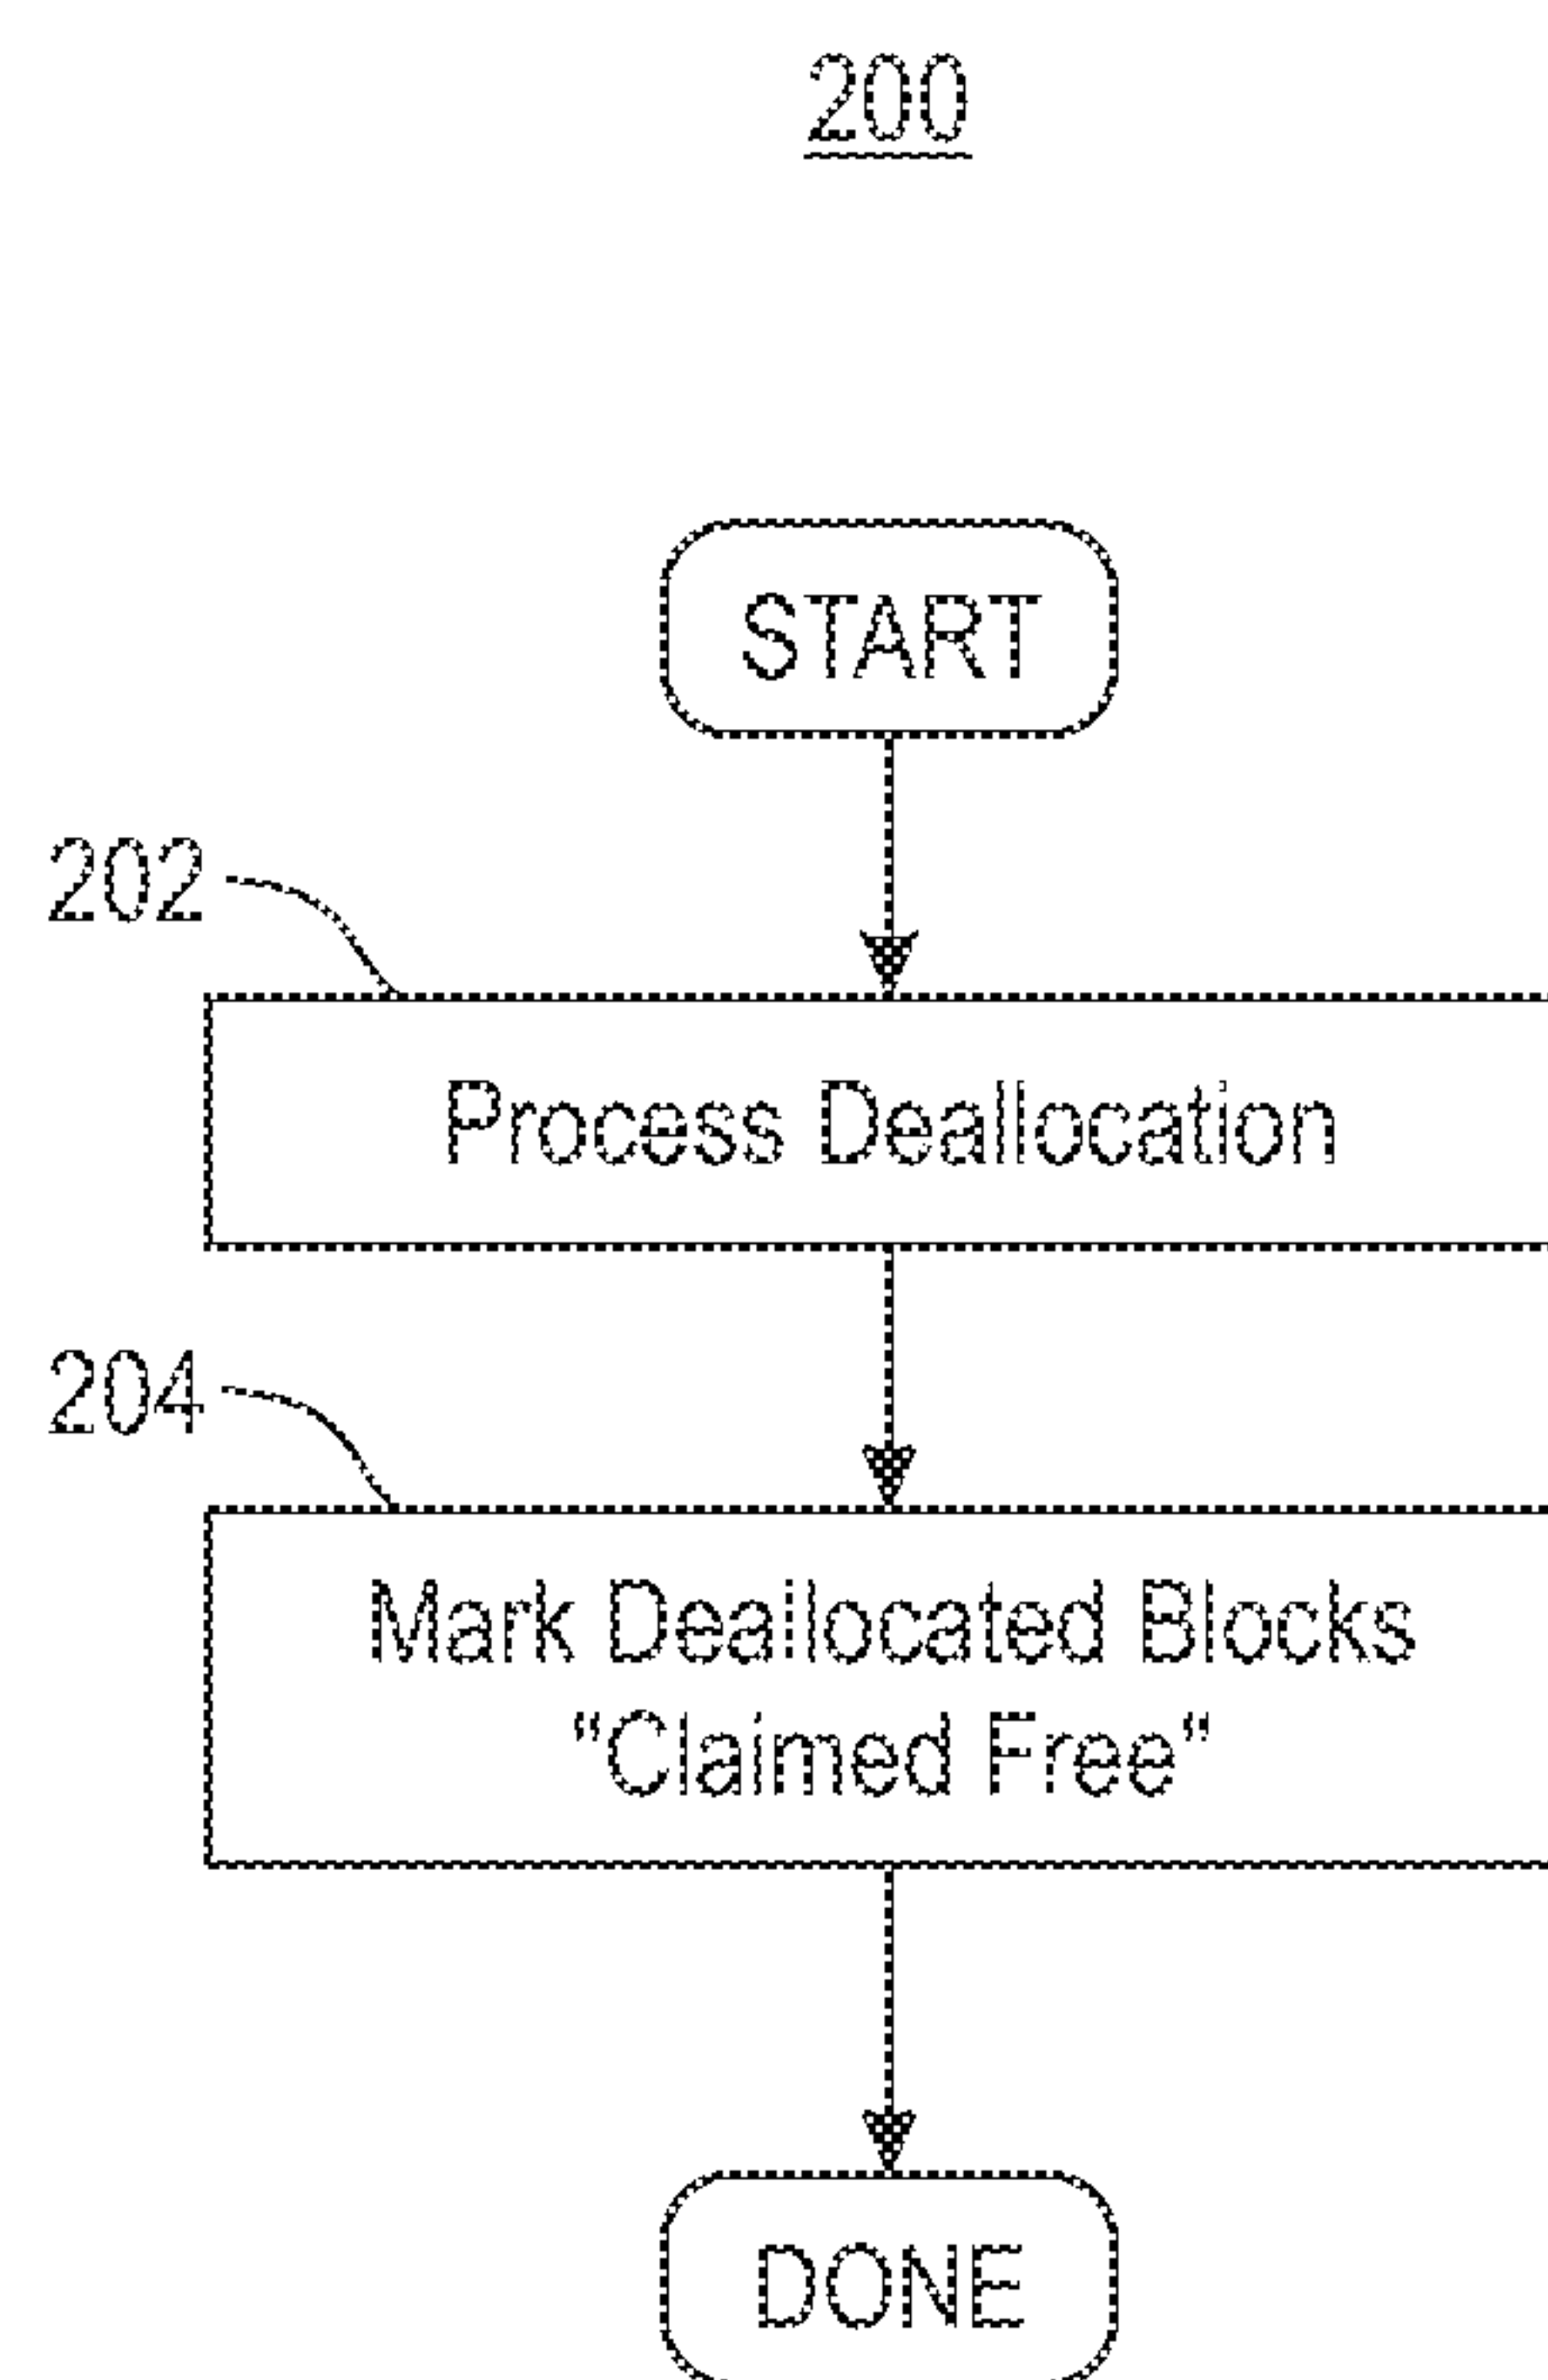 200
START
202
Process Deallocation
204
Mark Deallocated Blocks
"Claimed Free"
DONE